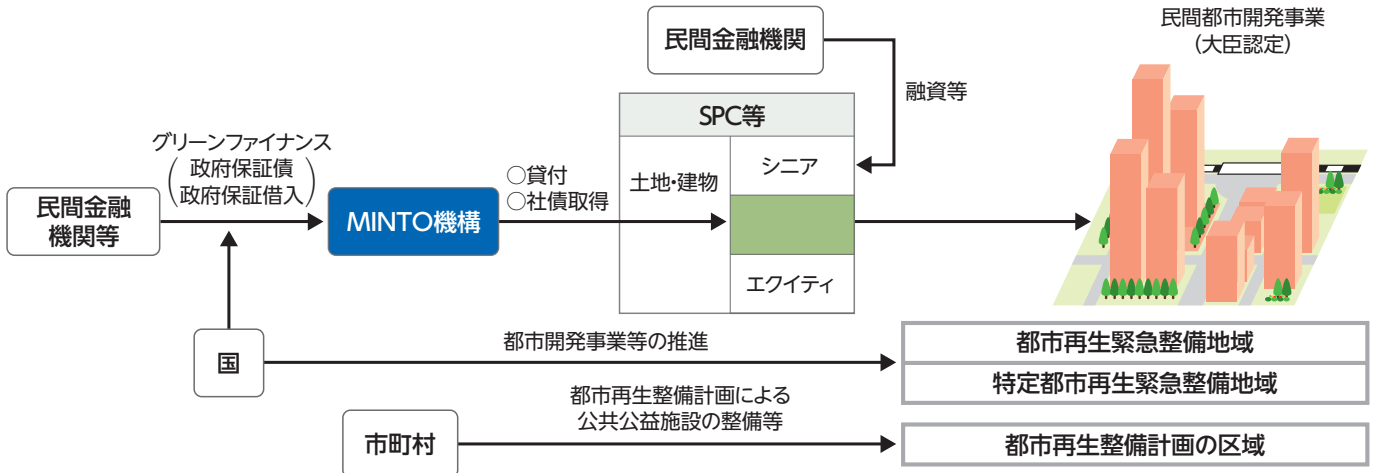 民間金融機関
民間都市開発事業
(大臣認定)
融資等
SPC等
グリーンファイナンス
政府保証債
政府保証借入
○貸付
○社債取得
土地・建物
シニア
民間金融
機関等
MINTO機構
エクイティ
国
都市開発事業等の推進
都市再生緊急整備地域
特定都市再生緊急整備地域
都市再生整備計画による
公共公益施設の整備等
市町村
都市再生整備計画の区域